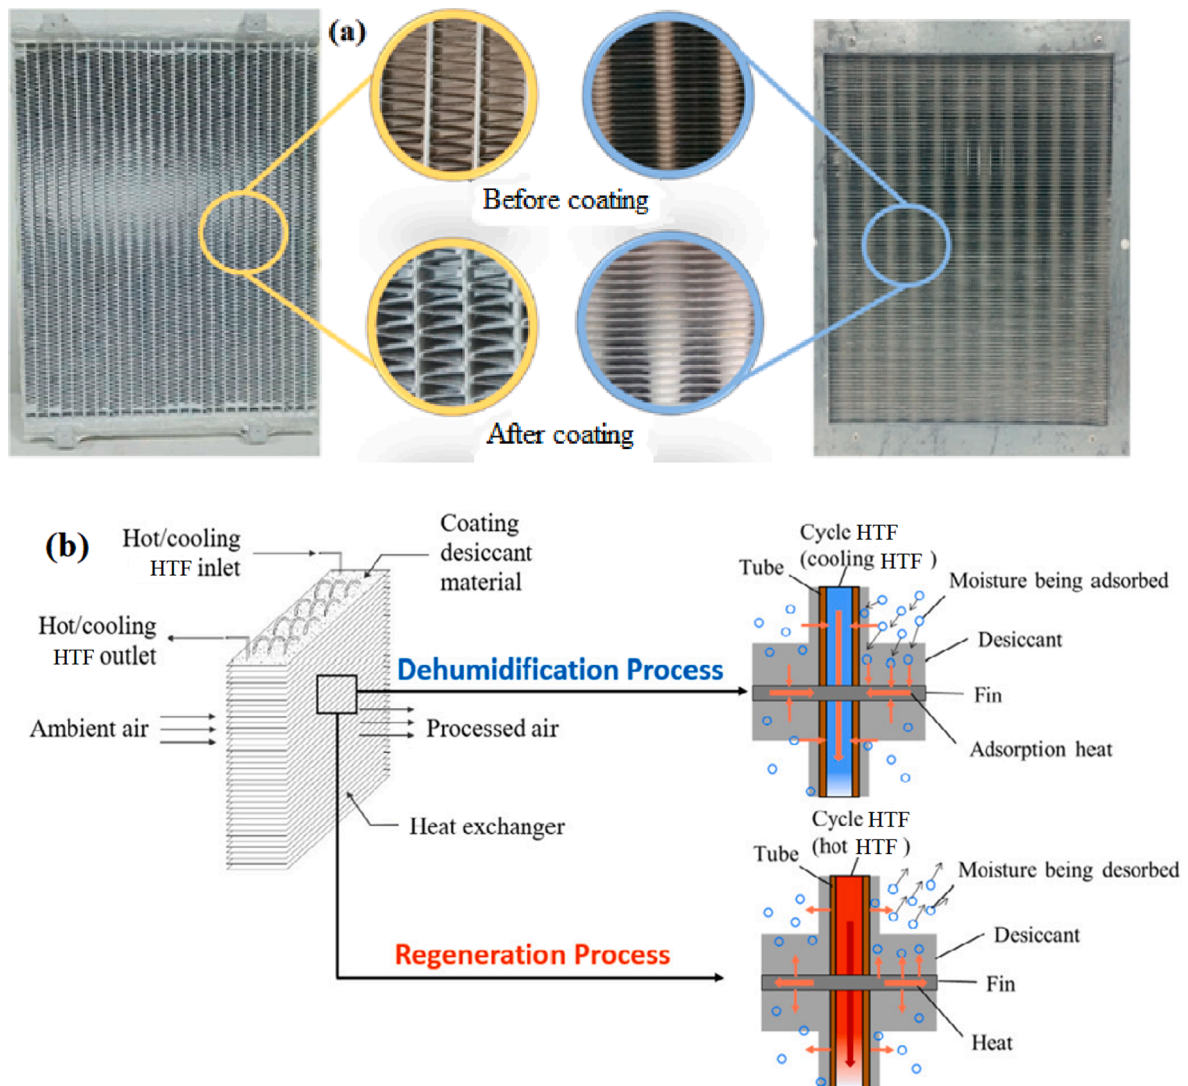 (a)
Before coating
After coating
(b)
Hot/cooling
HTF inlet
Coating
desiccant
material
Hot/cooling
HTF outlet
Ambient air
Processed air
Heat exchanger
Dehumidification Process
Regeneration Process
Cycle HTF
(cooling HTF )
Tube
Moisture being adsorbed
Desiccant
Fin
Adsorption heat
Cycle HTF
(hot HTF )
Tube
Moisture being desorbed
Desiccant
Fin
Heat